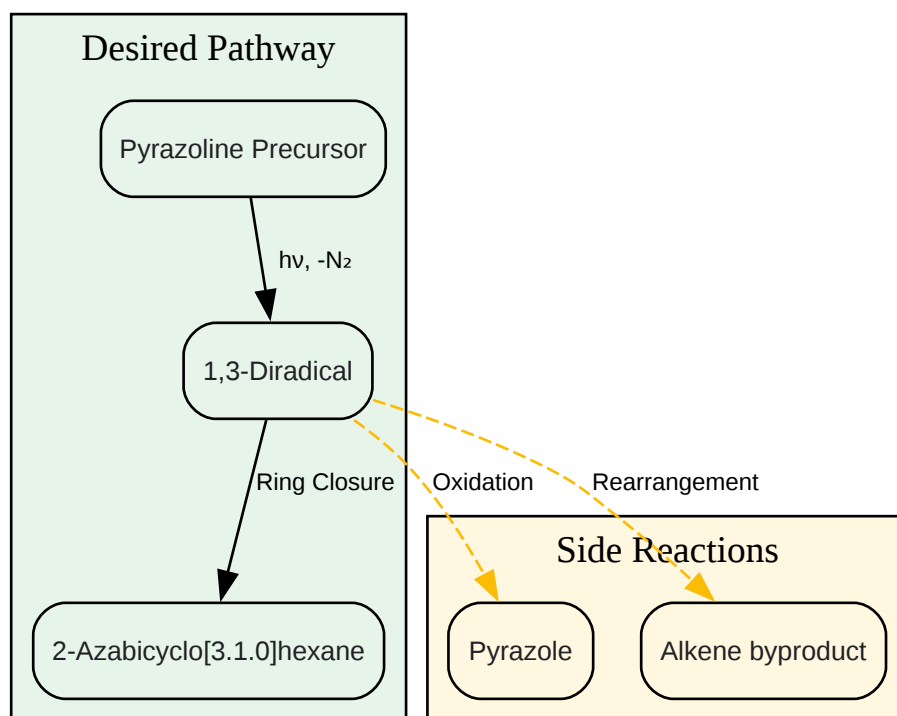 Desired Pathway
Pyrazoline Precursor
hν, -N₂
1,3-Diradical
Ring Closure
Oxidation
Rearrangement
Side Reactions
2-Azabicyclo[3.1.0]hexane
Pyrazole
Alkene byproduct